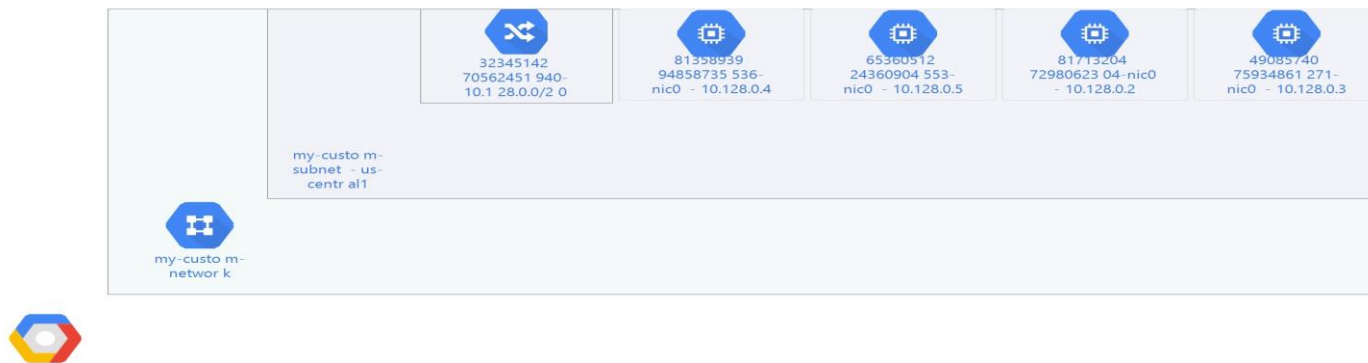 32345142
70562451 940-
10.1 28.0.0/2 0
81358939
94858735 536-
nic0 - 10.128.0.4
65360512
24360904 553-
nic0 - 10.128.0.5
81713204
72980623 04-nic0
- 10.128.0.2
49085740
75934861 271-
nic0 - 10.128.0.3
my-custo m-
subnet - us-
centr al1
my-custo m-
networ k